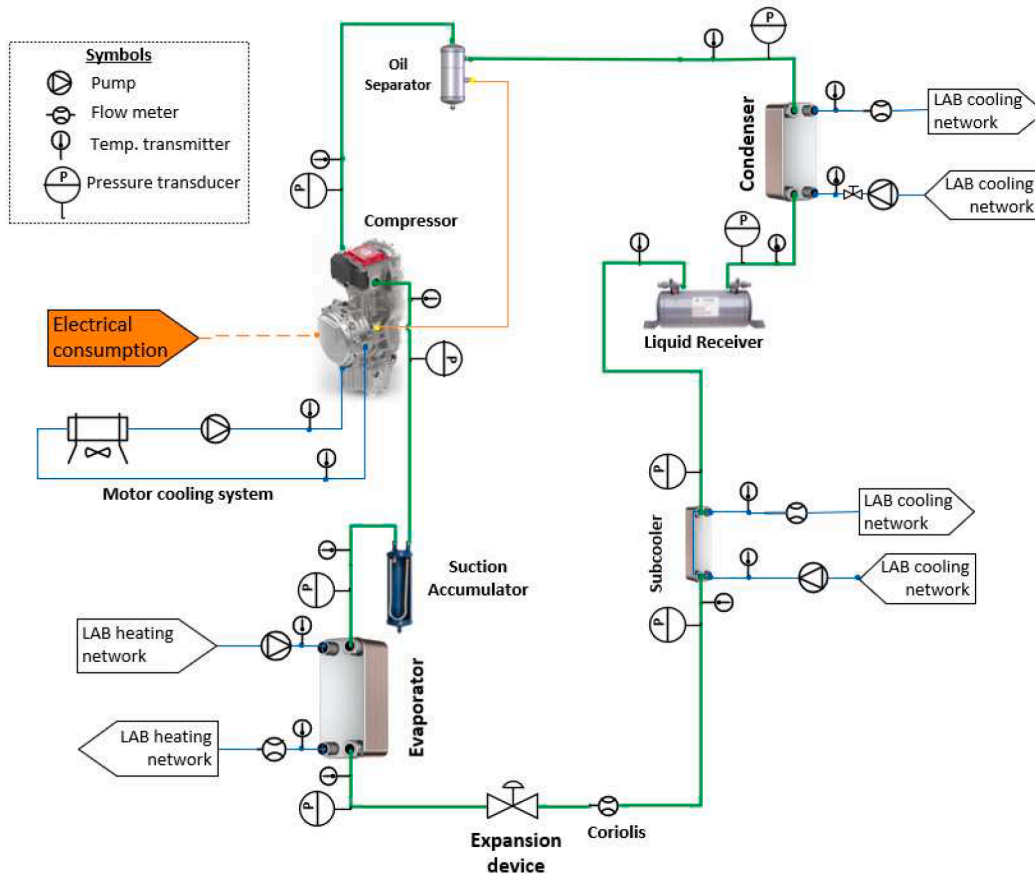 Symbols
Pump
Flow meter
Temp. transmitter
P
Pressure transducer
Oil
Separator
P
Condenser
LAB cooling
network
LAB cooling
network
P
Compressor
P
Liquid Receiver
Electrical
consumption
P
Motor cooling system
P
Subcooler
LAB cooling
network
LAB cooling
network
P
Suction
Accumulator
P
LAB heating
network
Evaporator
LAB heating
network
P
Expansion
device
Coriolis